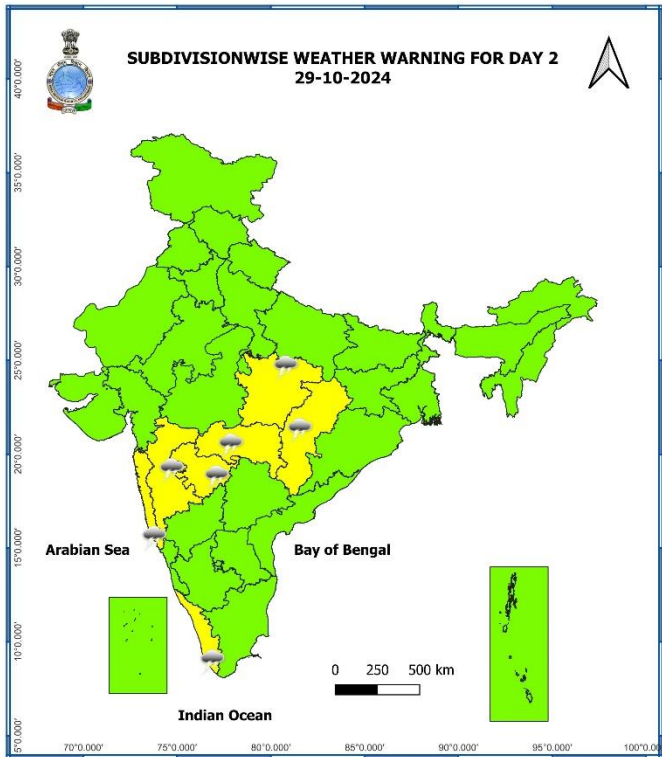 SUBDIVISIONWISE WEATHER WARNING FOR DAY 2
29-10-2024
40°0.000'
35°0.000'
30°0.000'
25°0.000'
20°0.000'
15°0.000'
10°0.000'
5°0.000'
Arabian Sea
Bay of Bengal
0 250 500 km
Indian Ocean
70°0.000' 75°0.000' 80°0.000' 85°0.000' 90°0.000' 95°0.000' 100°0.000'